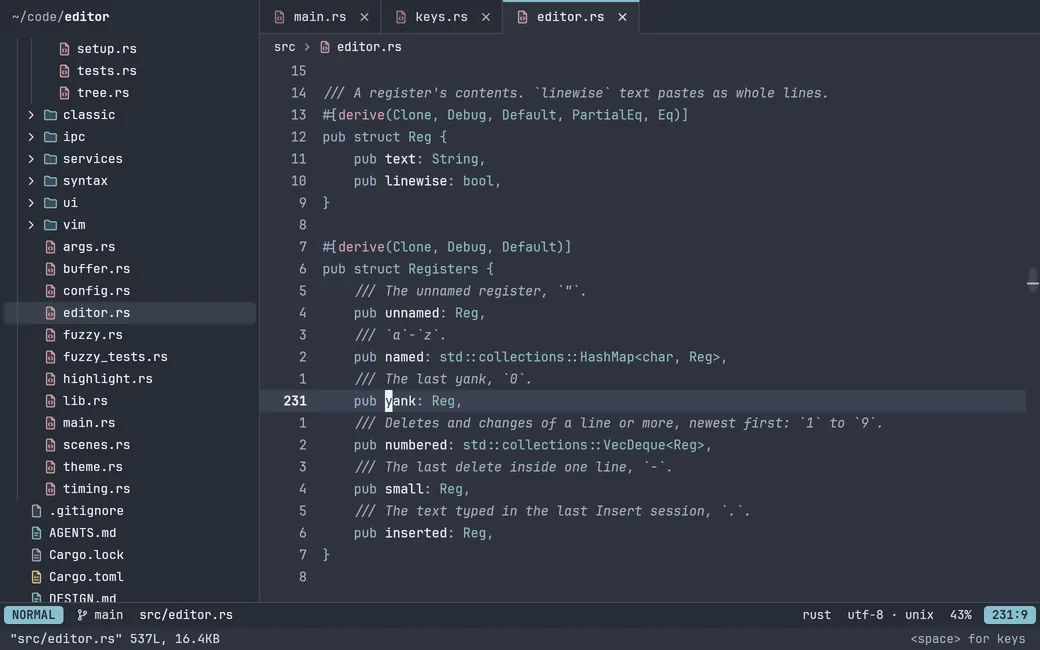 ~/code/editor
setup.rs
tests.rs
tree.rs
classic
ipc
services
syntax
ui
vim
args.rs
buffer.rs
config.rs
editor.rs
fuzzy.rs
fuzzy_tests.rs
highlight.rs
lib.rs
main.rs
scenes.rs
theme.rs
timing.rs
.gitignore
AGENTS.md
Cargo.lock
Cargo.toml
DESIGN.md
main.rs × keys.rs × editor.rs ×
src > editor.rs
15
14 /// A register's contents. `linewise` text pastes as whole lines.
13 #[derive(Clone, Debug, Default, PartialEq, Eq)]
12 pub struct Reg {
11     pub text: String,
10     pub linewise: bool,
9 }
8
7 #[derive(Clone, Debug, Default)]
6 pub struct Registers {
5     /// The unnamed register, `"`.
4     pub unnamed: Reg,
3     /// `a`-`z`.
2     pub named: std::collections::HashMap<char, Reg>,
1     /// The last yank, `0`.
231     pub yank: Reg,
1     /// Deletes and changes of a line or more, newest first: `1` to `9`.
2     pub numbered: std::collections::VecDeque<Reg>,
3     /// The last delete inside one line, `-`.
4     pub small: Reg,
5     /// The text typed in the last Insert session, `.`.
6     pub inserted: Reg,
7 }
8
NORMAL main src/editor.rs rust utf-8 · unix 43% 231:9
"src/editor.rs" 537L, 16.4KB <space> for keys